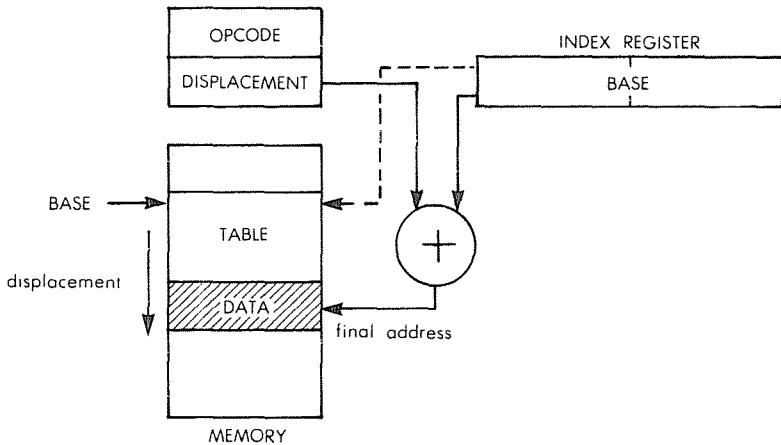 OPCODE
DISPLACEMENT
INDEX REGISTER
BASE
BASE
TABLE
displacement
DATA
final address
MEMORY